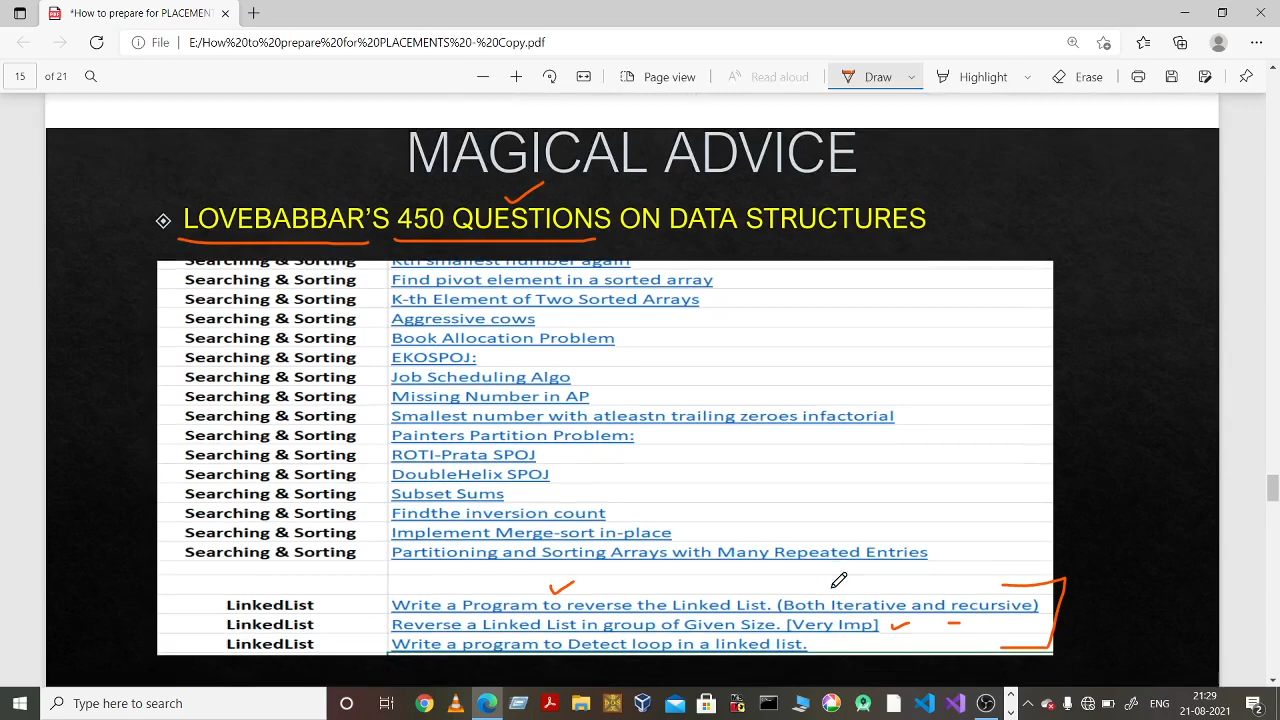 *How to prepare for PLACEMENT
File
E:/How%20to%20prepare%20for%20PLACEMENTS%20-%20Copy.pdf
15 of 21
Page view
Read aloud
Draw
Highlight
Erase
MAGICAL ADVICE
LOVEBABBAR'S 450 QUESTIONS ON DATA STRUCTURES
Searching & Sorting Kth smallest number again
Searching & Sorting Find pivot element in a sorted array
Searching & Sorting K-th Element of Two Sorted Arrays
Searching & Sorting Aggressive cows
Searching & Sorting Book Allocation Problem
Searching & Sorting EKOSPOJ:
Searching & Sorting Job Scheduling Algo
Searching & Sorting Missing Number in AP
Searching & Sorting Smallest number with atleastn trailing zeroes infactorial
Searching & Sorting Painters Partition Problem:
Searching & Sorting ROTI-Prata SPOJ
Searching & Sorting DoubleHelix SPOJ
Searching & Sorting Subset Sums
Searching & Sorting Findthe inversion count
Searching & Sorting Implement Merge-sort in-place
Searching & Sorting Partitioning and Sorting Arrays with Many Repeated Entries
LinkedList Write a Program to reverse the Linked List. (Both Iterative and recursive)
LinkedList Reverse a Linked List in group of Given Size. [Very Imp]
LinkedList Write a program to Detect loop in a linked list.
Type here to search
ENG
21:29
21-08-2021
2